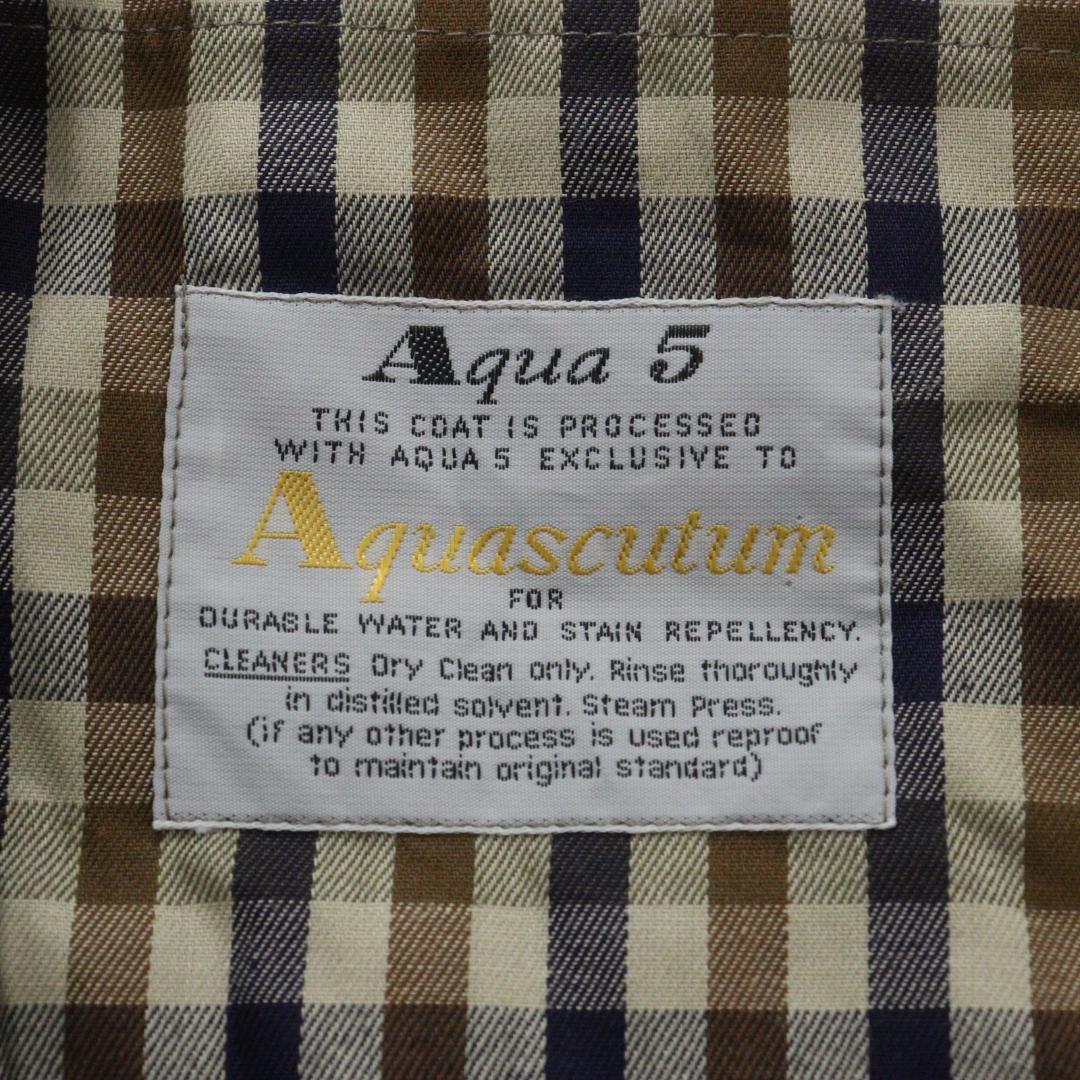 Aqua 5
THIS COAT IS PROCESSED
WITH AQUA 5 EXCLUSIVE TO
Aquascutum
FOR
DURABLE WATER AND STAIN REPELLENCY.
CLEANERS Dry Clean only. Rinse thoroughly
in distilled solvent. Steam Press.
(if any other process is used reproof
to maintain original standard)